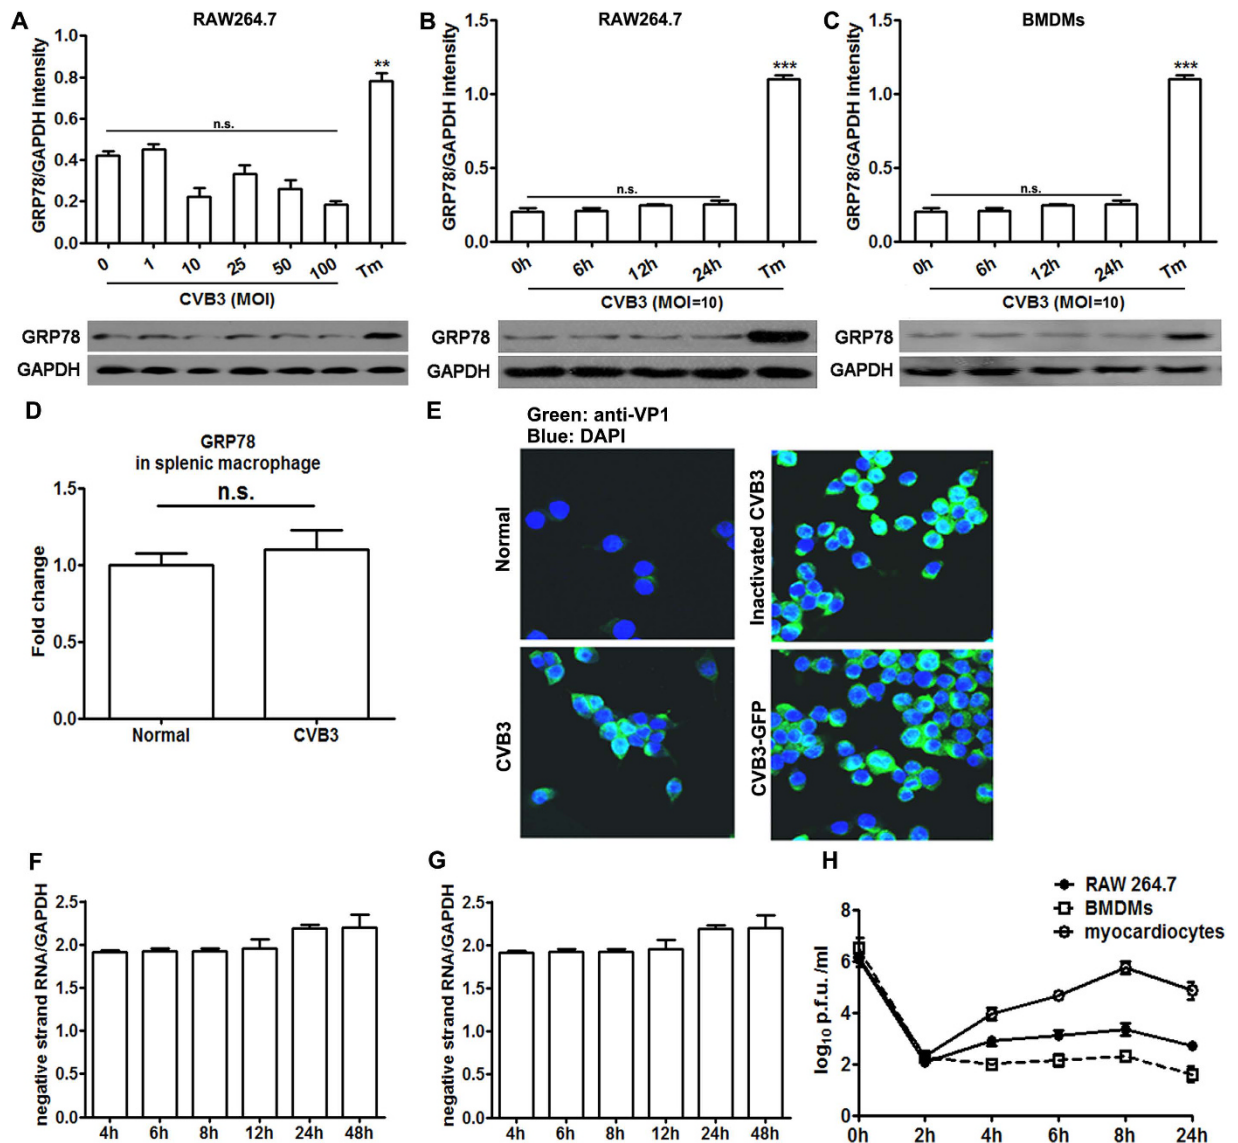 A
RAW264.7
GRP78/GAPDH intensity
1.0
0.8
0.6
0.4
0.2
0.0
**
n.s.
0 1 10 25 50 100 Tm
CVB3 (MOI)
GRP78
GAPDH
B
RAW264.7
GRP78/GAPDH intensity
1.5
1.0
0.5
0.0
***
n.s.
0h 6h 12h 24h Tm
CVB3 (MOI=10)
GRP78
GAPDH
C
BMDMs
GRP78/GAPDH intensity
1.5
1.0
0.5
0.0
***
n.s.
0h 6h 12h 24h Tm
CVB3 (MOI=10)
GRP78
GAPDH
D
GRP78
in splenic macrophage
Fold change
1.5
1.0
0.5
0.0
n.s.
Normal CVB3
E
Green: anti-VP1
Blue: DAPI
Normal
Inactivated CVB3
CVB3
CVB3-GFP
F
negative strand RNA/GAPDH
2.5
2.0
1.5
1.0
0.5
0.0
4h 6h 8h 12h 24h 48h
G
negative strand RNA/GAPDH
2.5
2.0
1.5
1.0
0.5
0.0
4h 6h 8h 12h 24h 48h
H
RAW 264.7
BMDMs
myocardiocytes
log₁₀ p.f.u. /ml
8
6
4
2
0
0h 2h 4h 6h 8h 24h